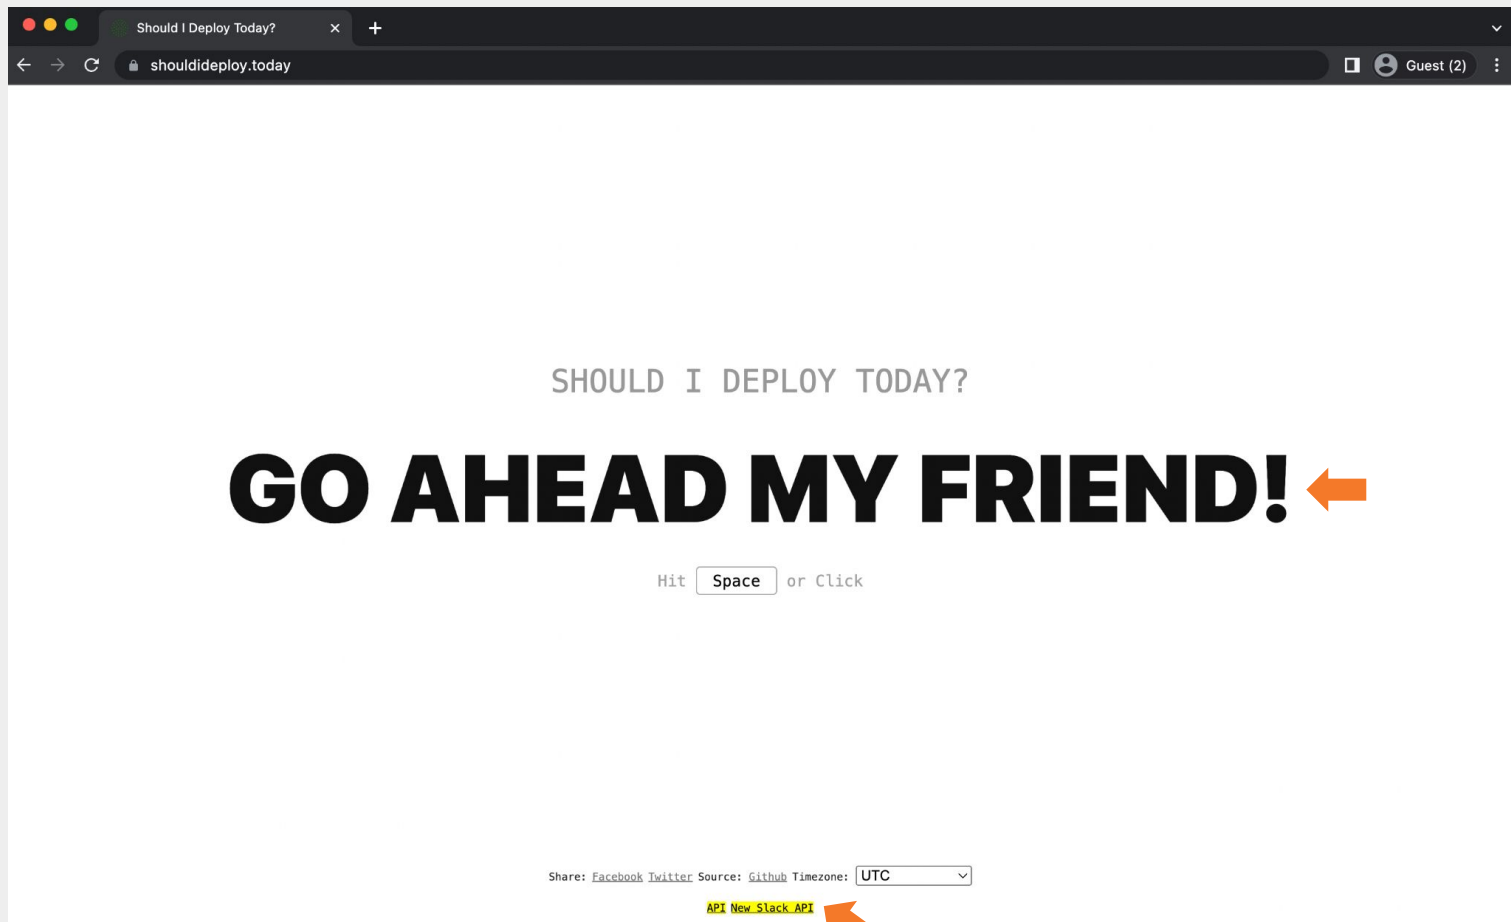 Should I Deploy Today?
shouldideploy.today
Guest (2)
SHOULD I DEPLOY TODAY?
GO AHEAD MY FRIEND!
Hit Space or Click
Share: Facebook Twitter Source: Github Timezone: UTC
API New Slack API